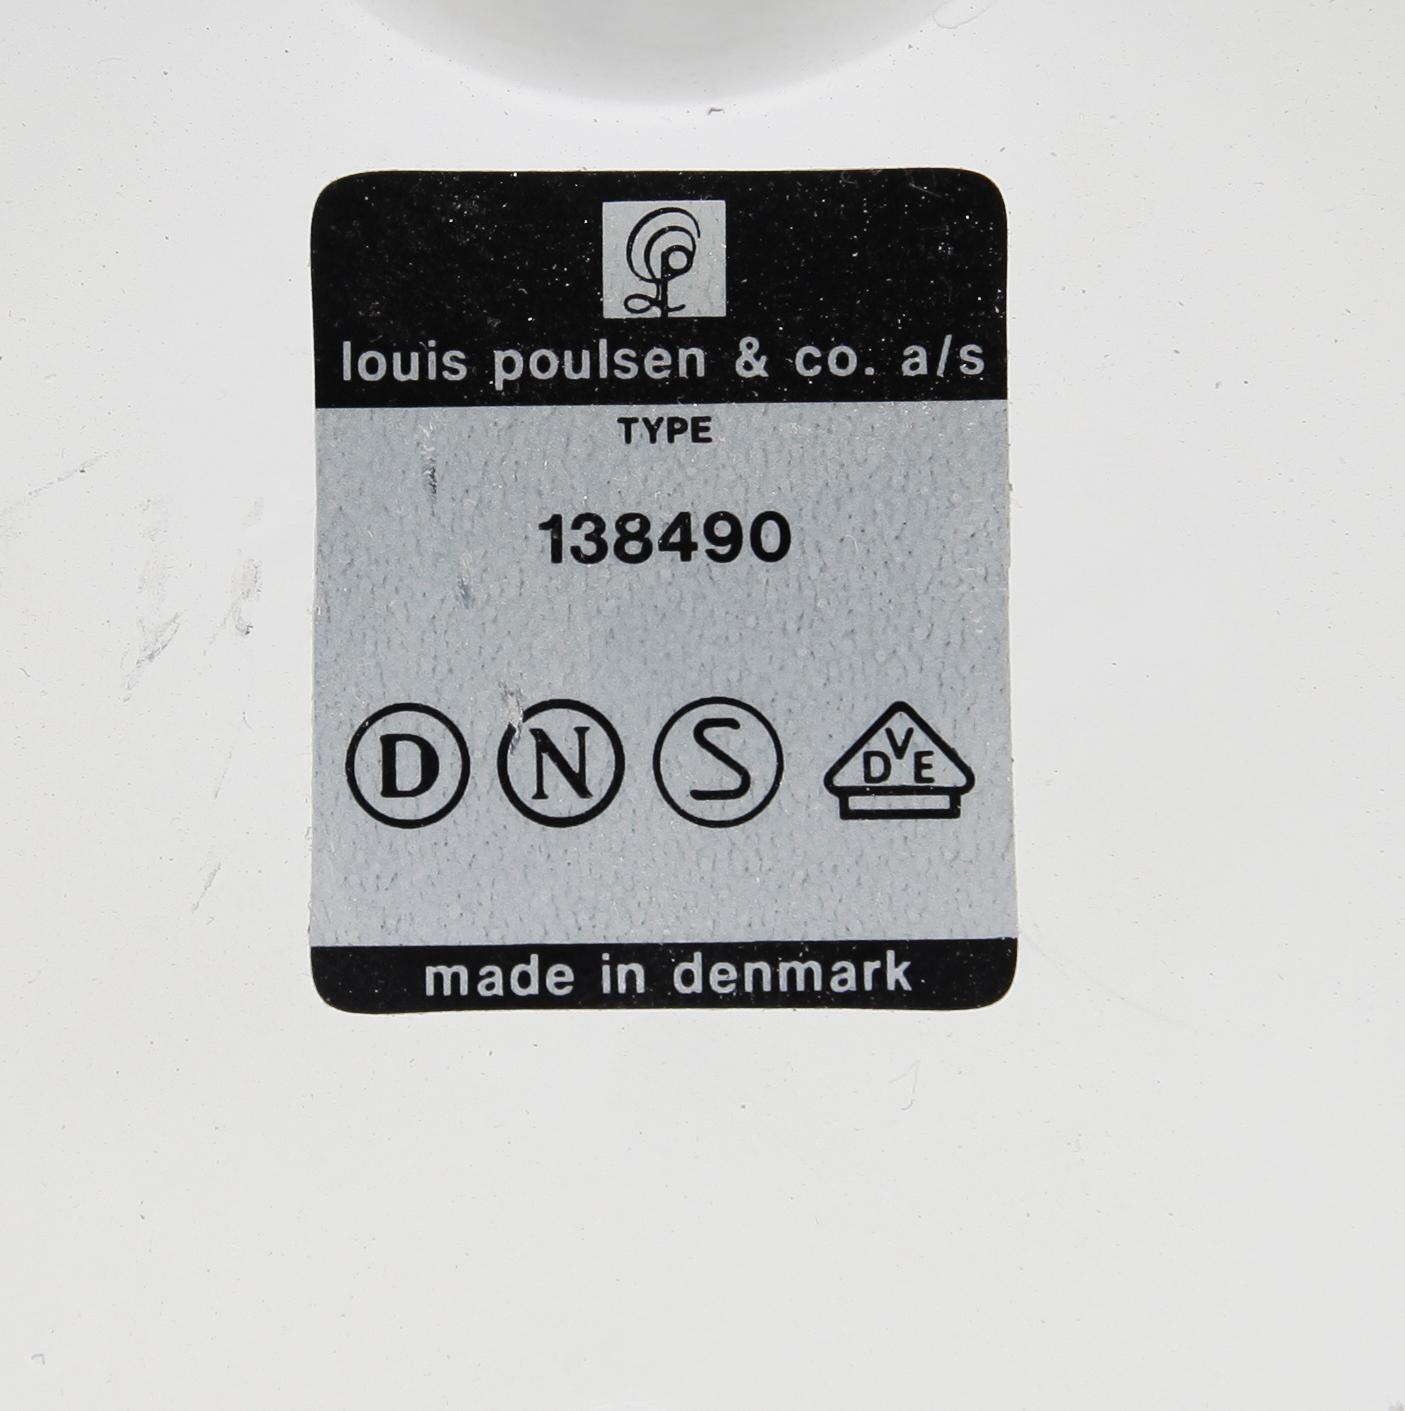 louis poulsen & co. a/s
TYPE
138490
D N S DVE
made in denmark